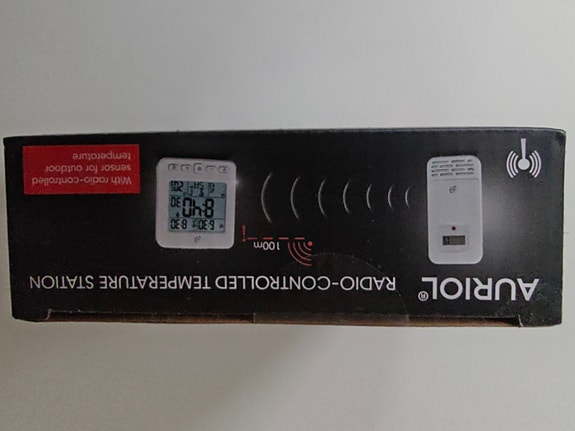 AURIOL® RADIO-CONTROLLED TEMPERATURE STATION
100m
With radio-controlled
sensor for outdoor
temperature